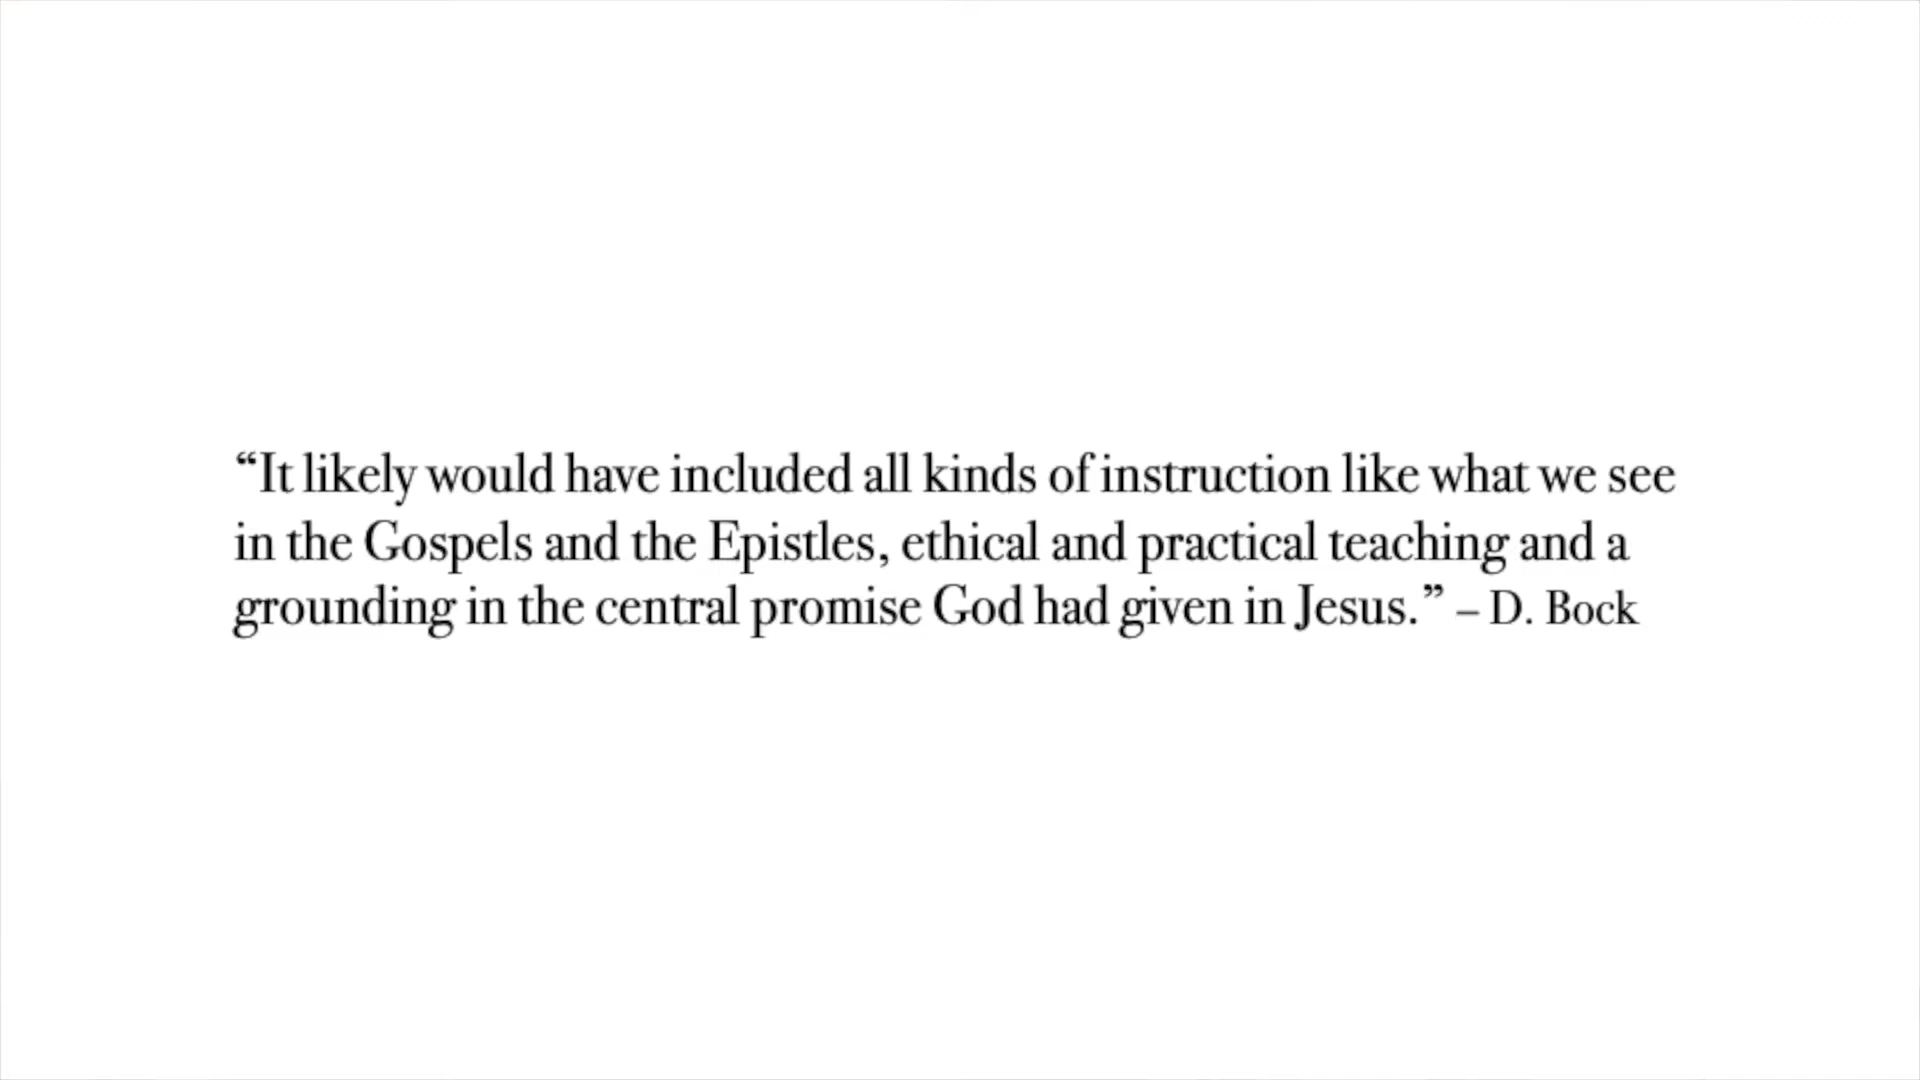 “It likely would have included all kinds of instruction like what we see
in the Gospels and the Epistles, ethical and practical teaching and a
grounding in the central promise God had given in Jesus.” – D. Bock